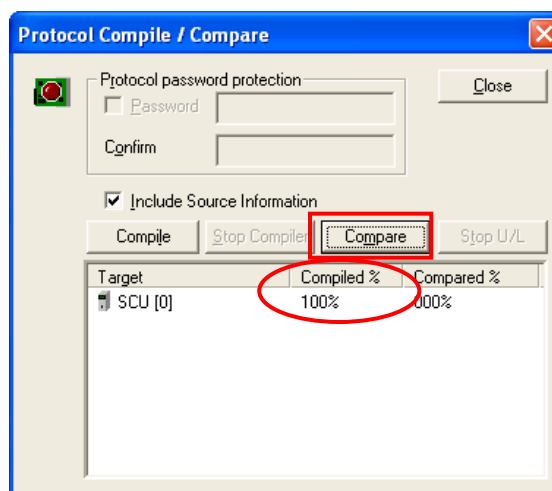 Protocol Compile / Compare
Protocol password protection
Close
Password
Confirm
Include Source Information
Compile Stop Compiler Compare Stop U/L
Target Compiled % Compared %
SCU [0] 100% 000%